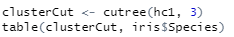 clusterCut <- cutree(hc1, 3)
table(clusterCut, iris$Species)